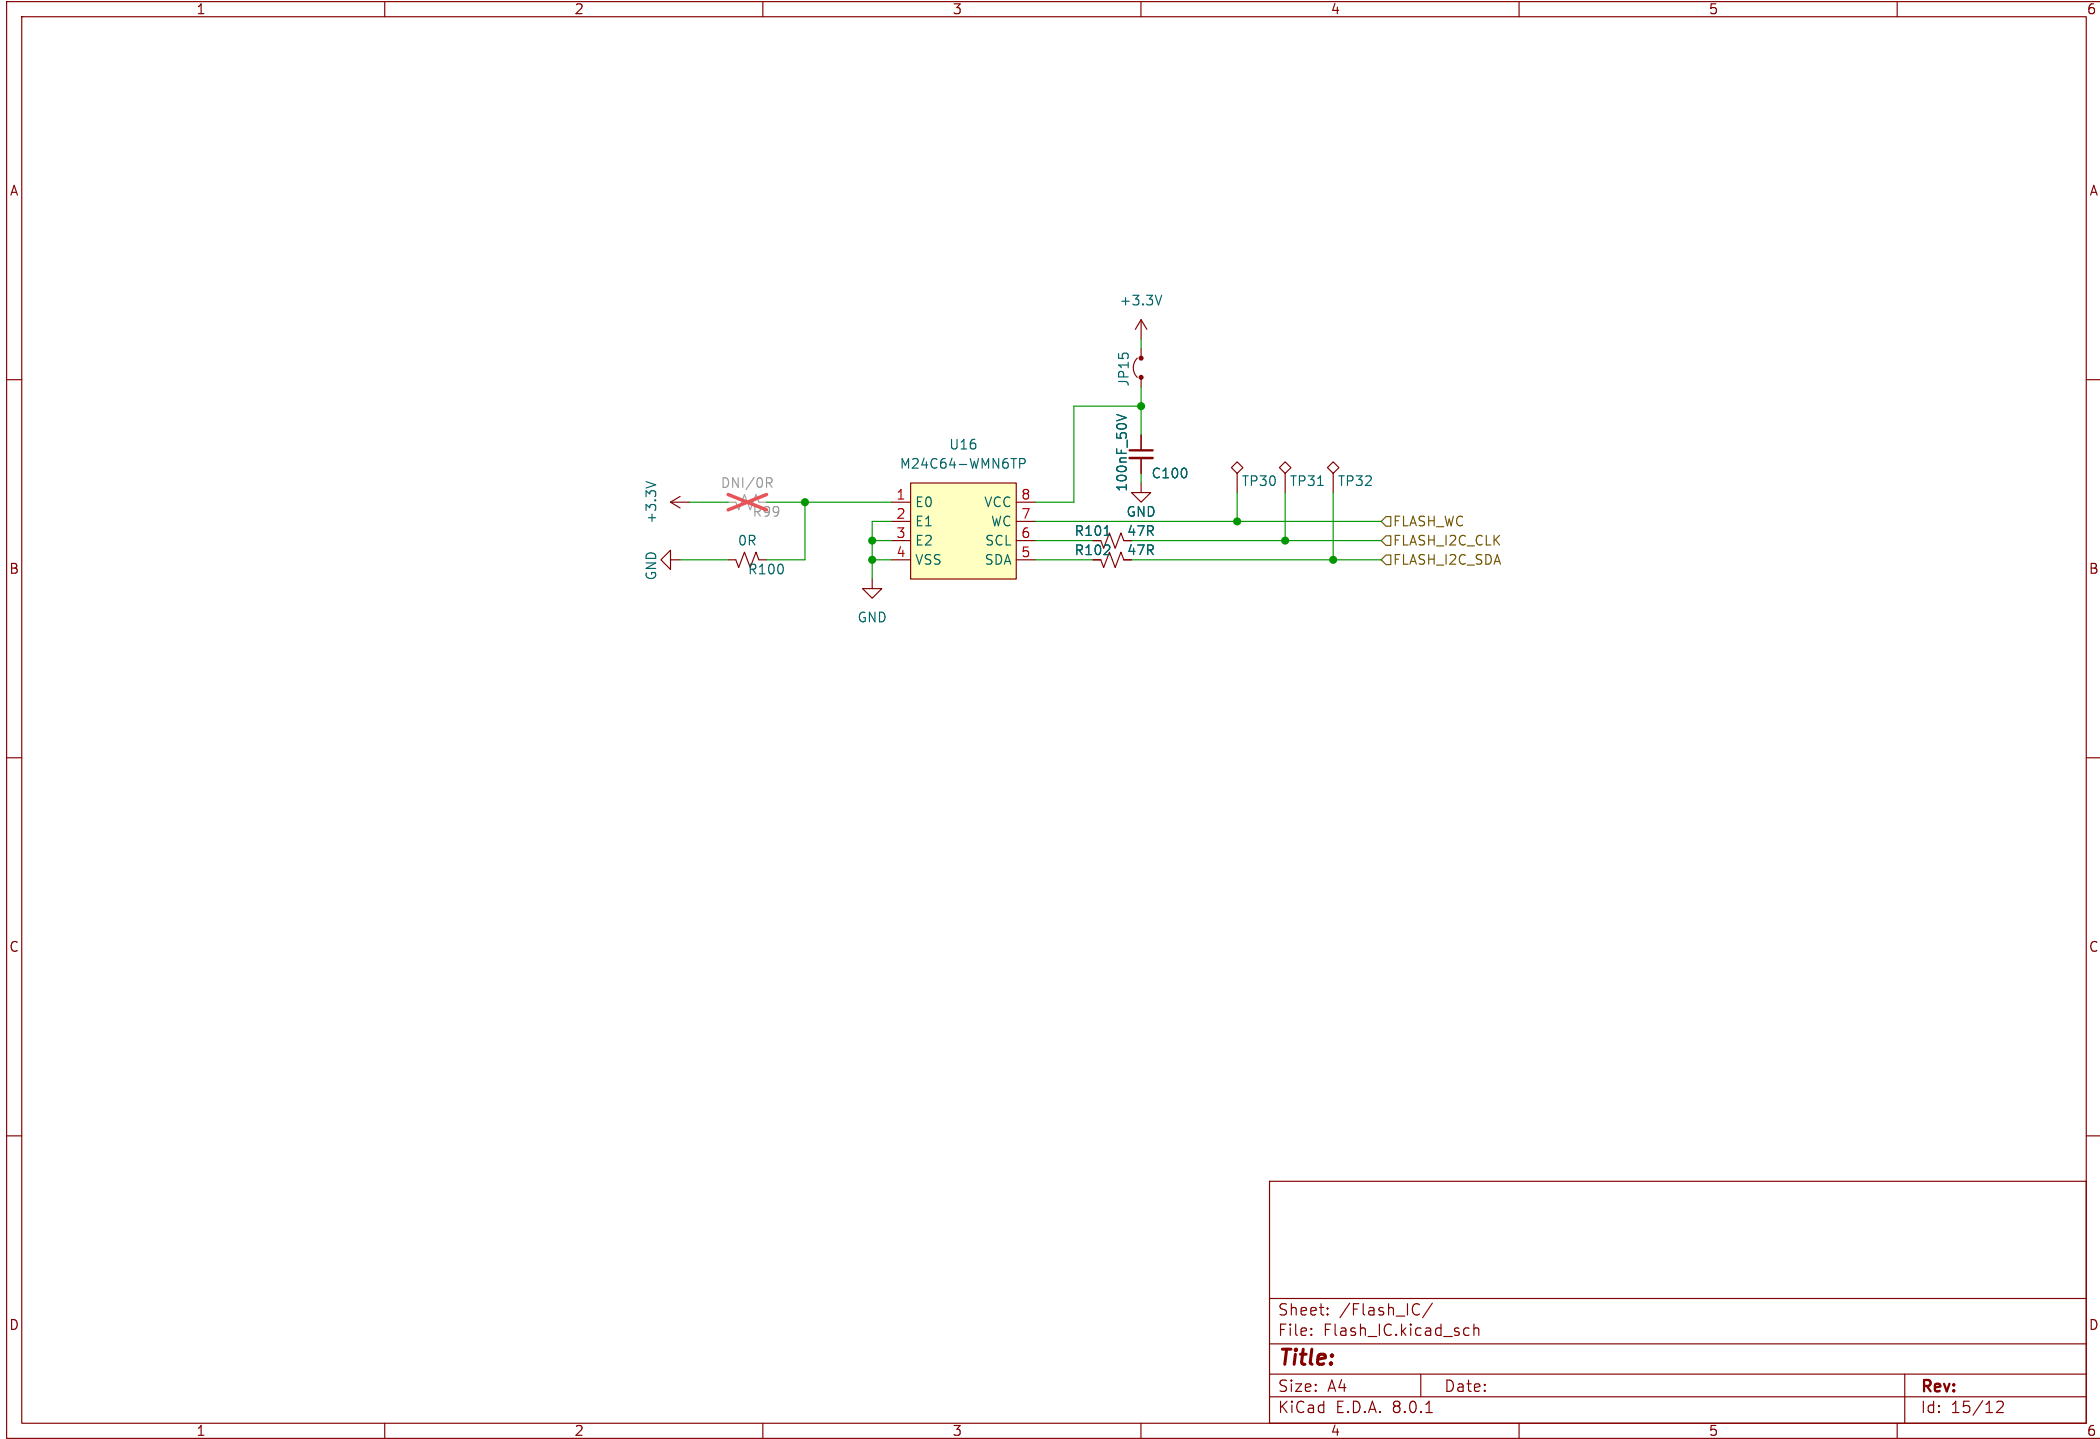 1 2 3 4 5 6
A A
+3.3V
JP15
100nF_50V
C100
GND
U16
M24C64-WMN6TP
TP30 TP31 TP32
DNI/0R
R99
+3.3V
1 E0 VCC 8
2 E1 WC 7
3 E2 SCL 6
4 VSS SDA 5
FLASH_WC
R101 47R
FLASH_I2C_CLK
R102 47R
FLASH_I2C_SDA
0R
R100
GND
GND
B B
C C
D D
Sheet: /Flash_IC/
File: Flash_IC.kicad_sch
Title:
Size: A4 Date: Rev:
KiCad E.D.A. 8.0.1 Id: 15/12
1 2 3 4 5 6